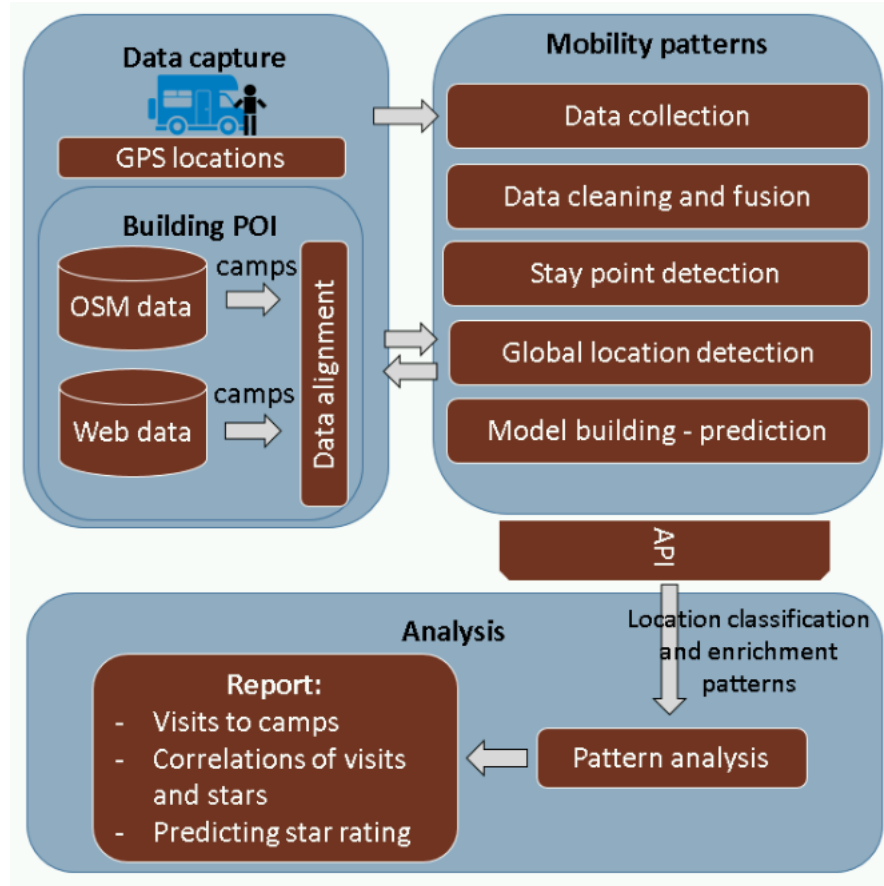 Data capture
GPS locations
Building POI
camps
OSM data
camps
Web data
Data alignment
Mobility patterns
Data collection
Data cleaning and fusion
Stay point detection
Global location detection
Model building - prediction
API
Location classification
and enrichment
patterns
Analysis
Report:
- Visits to camps
- Correlations of visits
and stars
- Predicting star rating
Pattern analysis